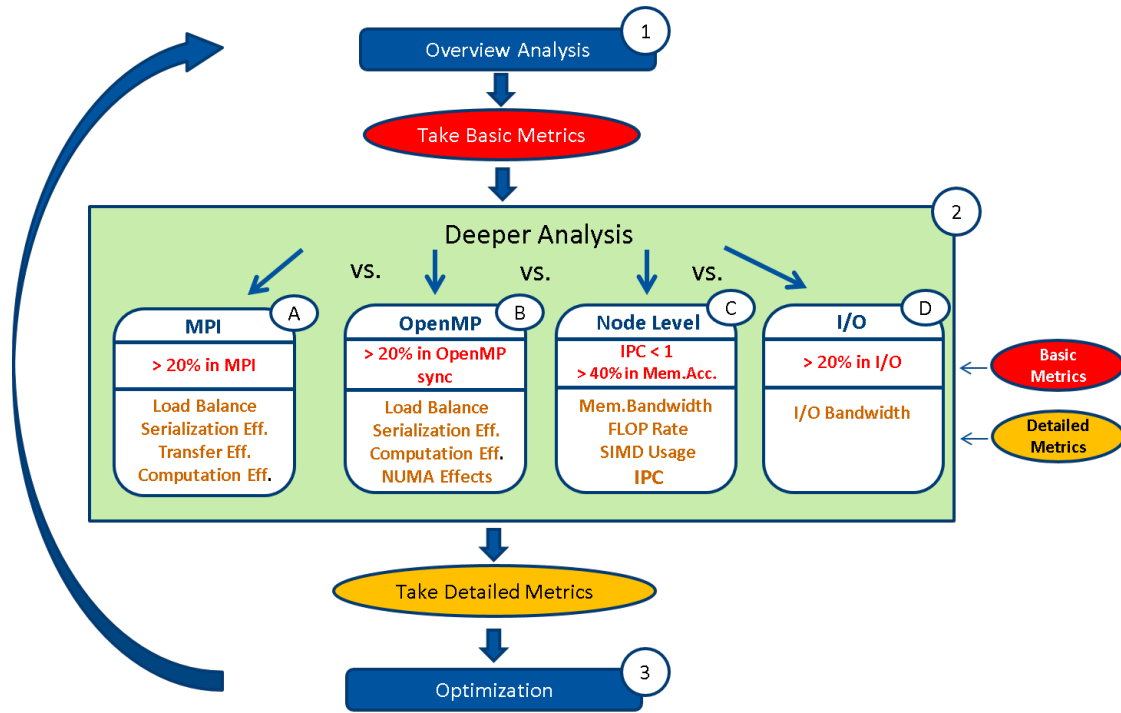 1
Overview Analysis
Take Basic Metrics
2
Deeper Analysis
vs.
vs.
vs.
A
MPI
> 20% in MPI
Load Balance
Serialization Eff.
Transfer Eff.
Computation Eff.
B
OpenMP
> 20% in OpenMP
sync
Load Balance
Serialization Eff.
Computation Eff.
NUMA Effects
C
Node Level
IPC < 1
> 40% in Mem.Acc.
Mem.Bandwidth
FLOP Rate
SIMD Usage
IPC
D
I/O
> 20% in I/O
I/O Bandwidth
Basic
Metrics
Detailed
Metrics
Take Detailed Metrics
3
Optimization